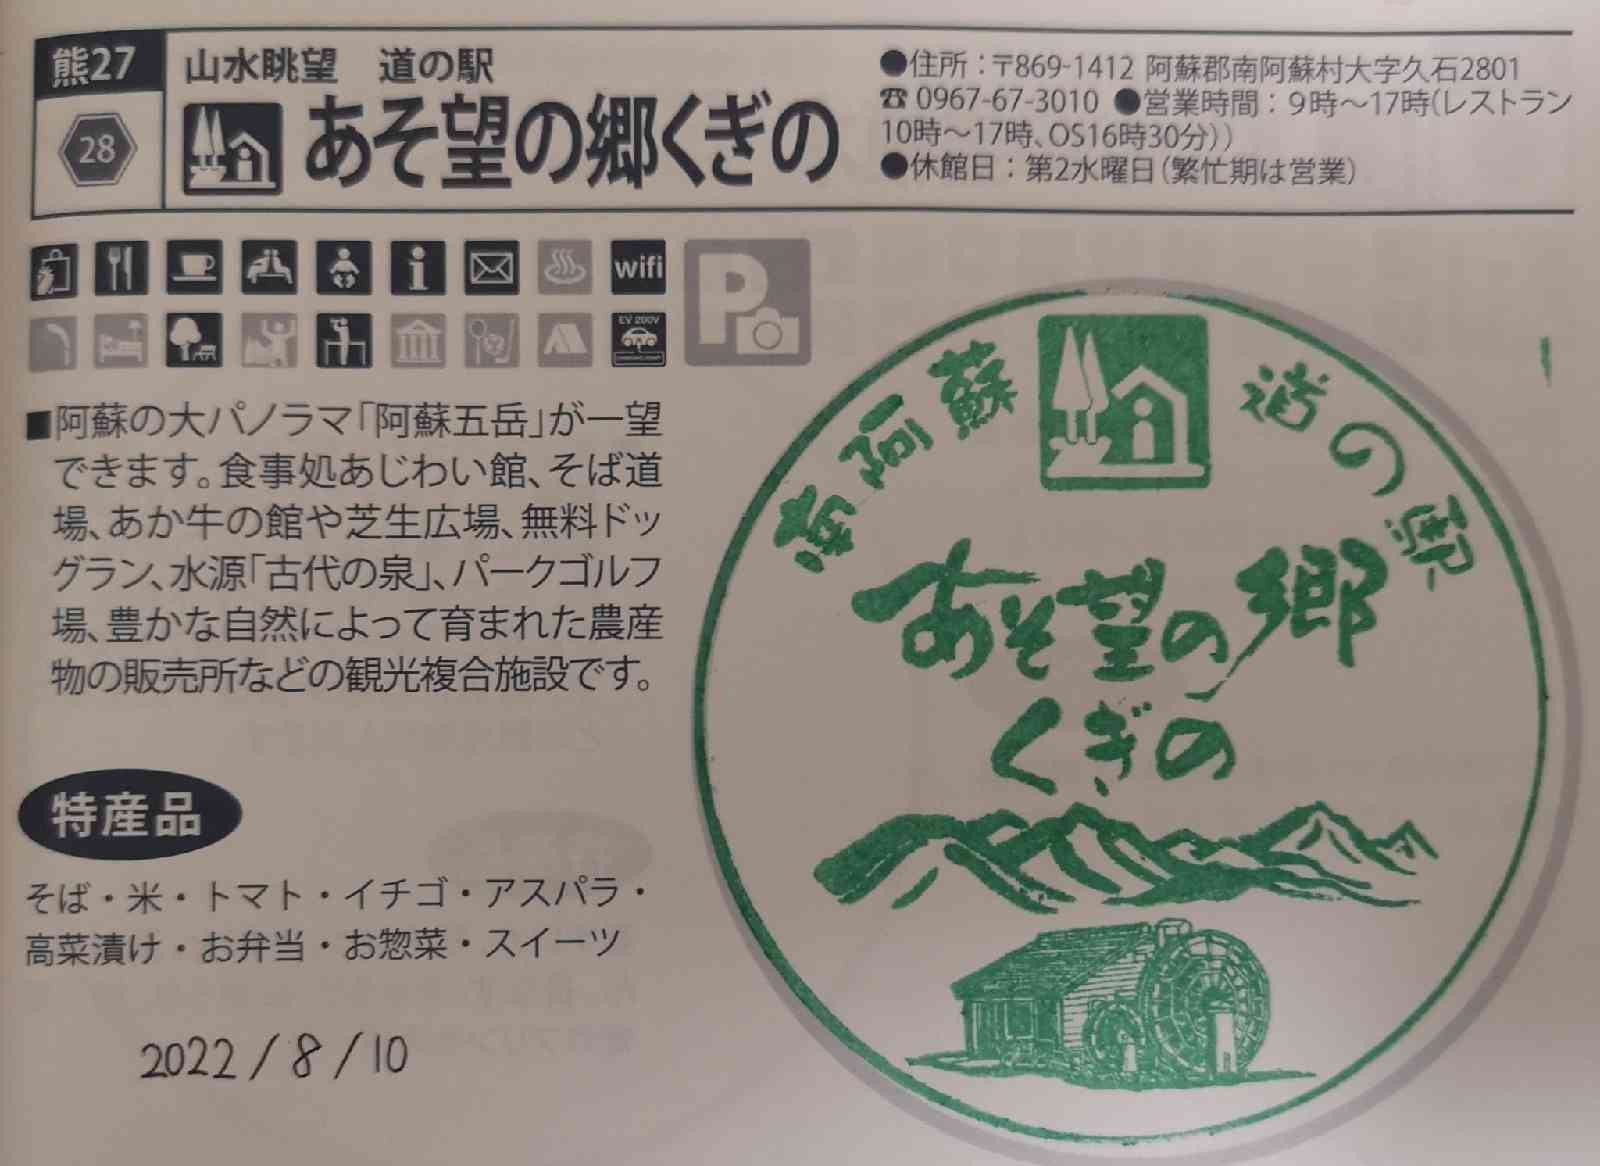 熊27
28
山水眺望 道の駅
あそ望の郷くぎの
●住所：〒869-1412 阿蘇郡南阿蘇村大字久石2801
☎ 0967-67-3010 ●営業時間：9時～17時(レストラン
10時～17時、OS16時30分))
●休館日：第2水曜日(繁忙期は営業)
wifi
EV 200V
P
■阿蘇の大パノラマ「阿蘇五岳」が一望
できます。食事処あじわい館、そば道
場、あか牛の館や芝生広場、無料ドッ
グラン、水源「古代の泉」、パークゴルフ
場、豊かな自然によって育まれた農産
物の販売所などの観光複合施設です。
特産品
そば・米・トマト・イチゴ・アスパラ・
高菜漬け・お弁当・お惣菜・スイーツ
2022/8/10
南阿蘇 道の駅
あそ望の郷
くぎの